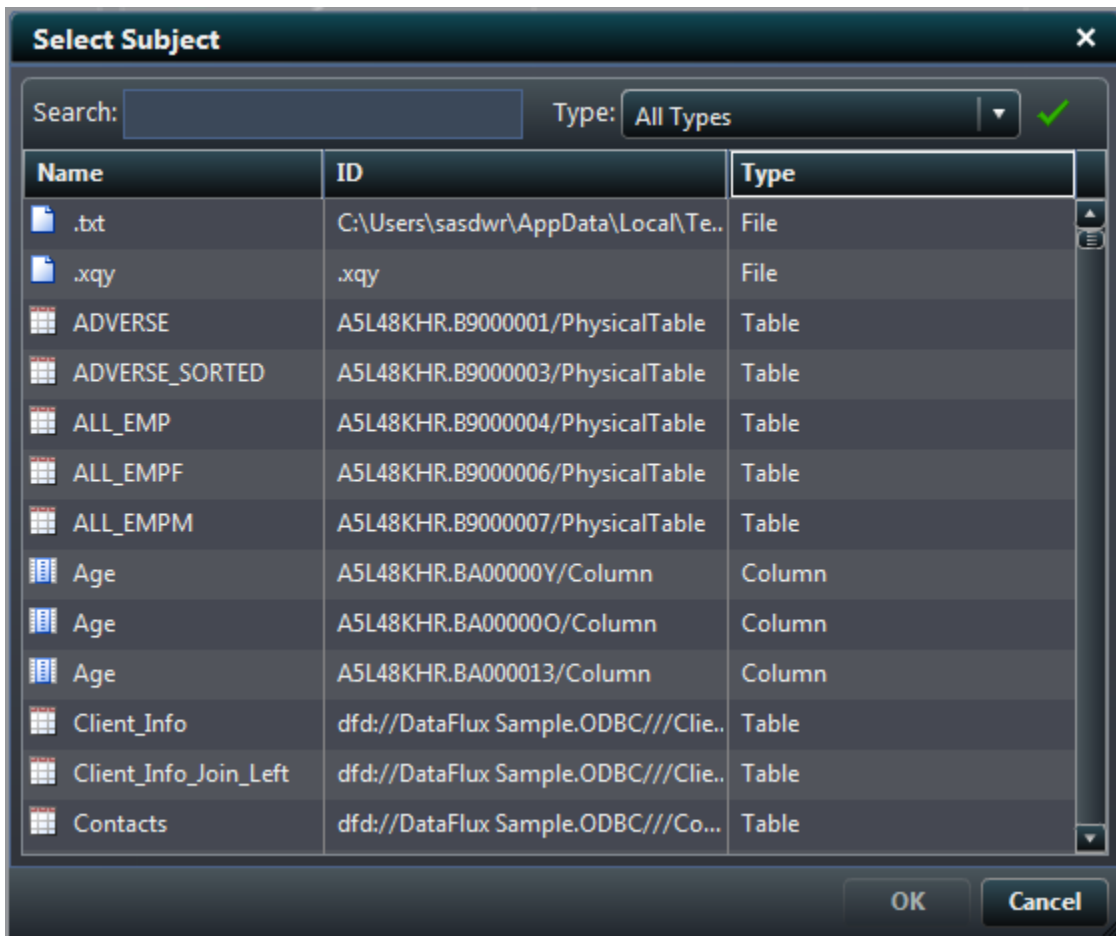 Select Subject
Search: Type: All Types
Name ID Type
.txt C:\Users\sasdwr\AppData\Local\Te.. File
.xqy .xqy File
ADVERSE A5L48KHR.B9000001/PhysicalTable Table
ADVERSE_SORTED A5L48KHR.B9000003/PhysicalTable Table
ALL_EMP A5L48KHR.B9000004/PhysicalTable Table
ALL_EMPF A5L48KHR.B9000006/PhysicalTable Table
ALL_EMPM A5L48KHR.B9000007/PhysicalTable Table
Age A5L48KHR.BA00000Y/Column Column
Age A5L48KHR.BA00000O/Column Column
Age A5L48KHR.BA000013/Column Column
Client_Info dfd://DataFlux Sample.ODBC///Clie.. Table
Client_Info_Join_Left dfd://DataFlux Sample.ODBC///Clie.. Table
Contacts dfd://DataFlux Sample.ODBC///Co... Table
OK Cancel